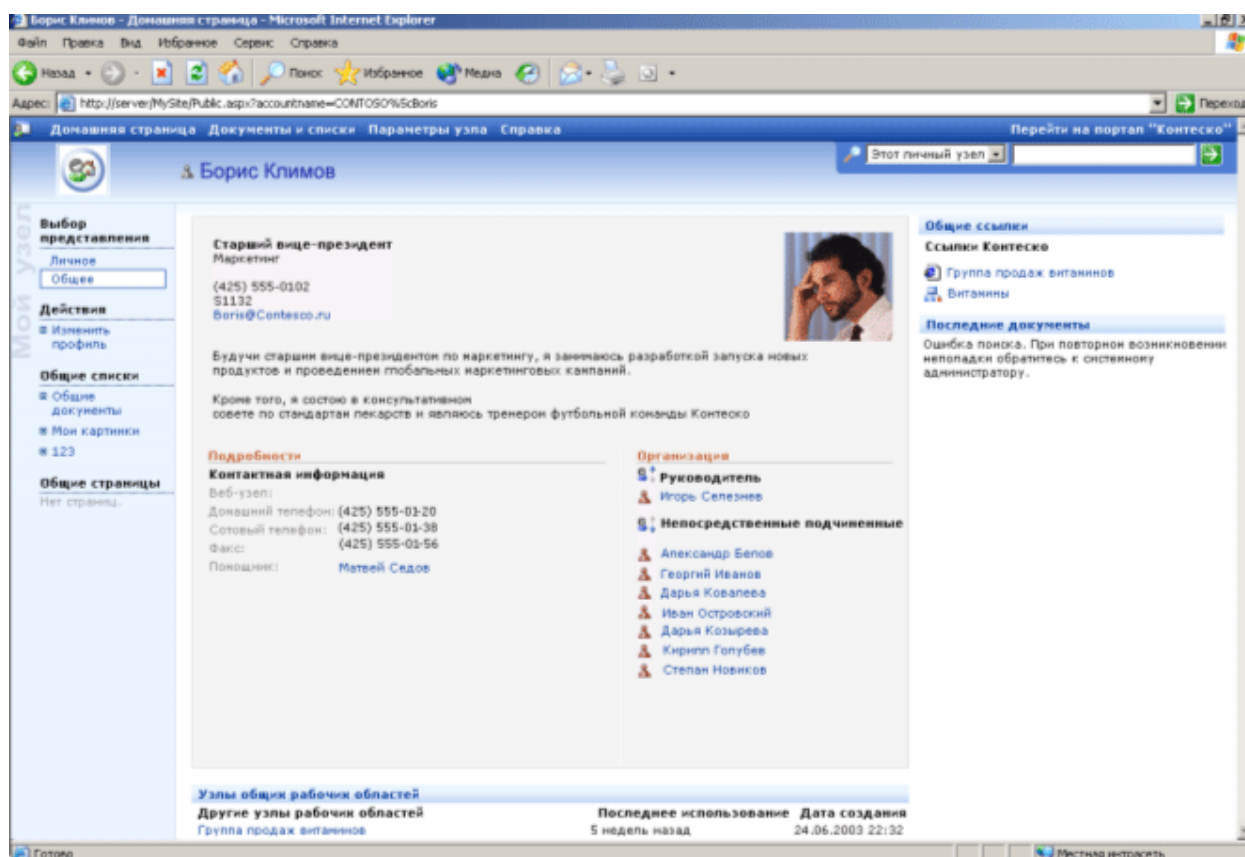 Борис Климов - Домашняя страница - Microsoft Internet Explorer
Файл Правка Вид Избранное Сервис Справка
Назад Поиск Избранное Медиа
Адрес: http://server/MySite/Public.aspx?accountname=CONTOSO%5cBoris Переход
Домашняя страница Документы и списки Параметры узла Справка Перейти на портал "Контеско"
Борис Климов
Этот личный узел
Мой узел
Выбор представления
Личное
Общее
Действия
Изменить профиль
Общие списки
Общие документы
Мои картинки
123
Общие страницы
Нет страниц.
Старший вице-президент
Маркетинг
(425) 555-0102
S1132
Boris@Contesco.ru
Будучи старшим вице-президентом по маркетингу, я занимаюсь разработкой запуска новых
продуктов и проведением глобальных маркетинговых кампаний.
Кроме того, я состою в консультативном
совете по стандартам лекарств и являюсь тренером футбольной команды Контеско
Подробности
Контактная информация
Веб-узел:
Домашний телефон: (425) 555-01-20
Сотовый телефон: (425) 555-01-38
Факс: (425) 555-01-56
Помощник: Матвей Седов
Организация
Руководитель
Игорь Селезнев
Непосредственные подчиненные
Александр Белов
Георгий Иванов
Дарья Ковалева
Иван Островский
Дарья Козырева
Кирилл Голубев
Степан Новиков
Общие ссылки
Ссылки Контеско
Группа продаж витаминов
Витамины
Последние документы
Ошибка поиска. При повторном возникновении
неполадки обратитесь к системному
администратору.
Узлы общих рабочих областей
Другие узлы рабочих областей Последнее использование Дата создания
Группа продаж витаминов 5 недель назад 24.06.2003 22:32
Готово Местная интрасеть